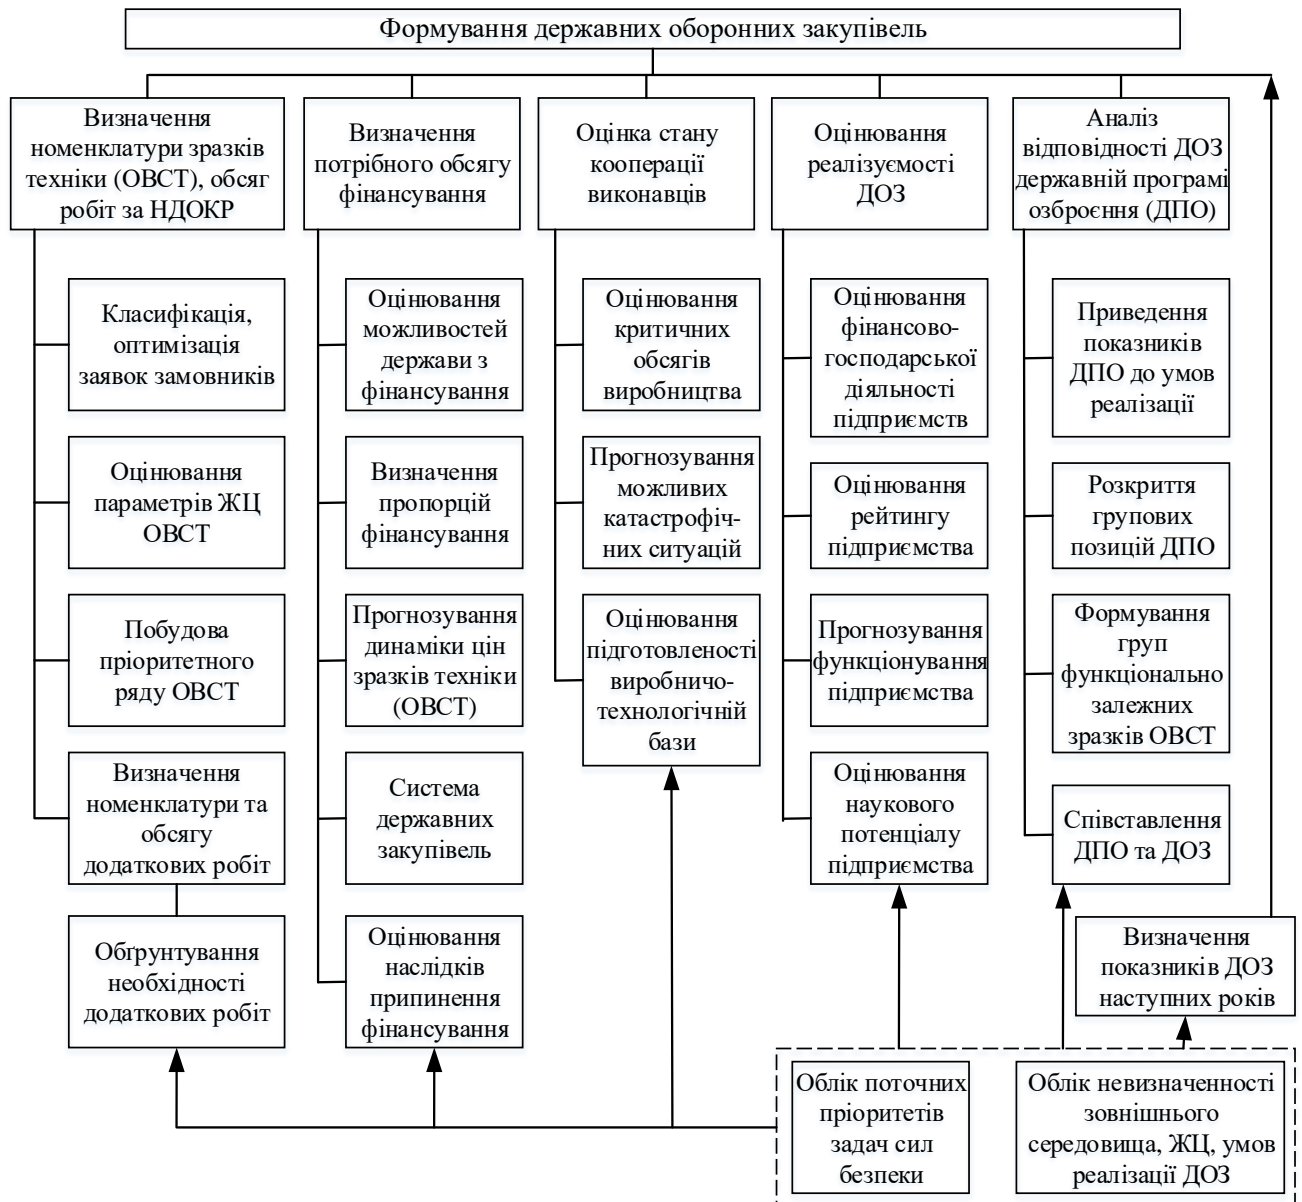 Формування державних оборонних закупівель
Визначення
номенклатури зразків
техніки (ОВСТ), обсяг
робіт за НДОКР
Визначення
потрібного обсягу
фінансування
Оцінка стану
кооперації
виконавців
Оцінювання
реалізуємості
ДОЗ
Аналіз
відповідності ДОЗ
державній програмі
озброєння (ДПО)
Класифікація,
оптимізація
заявок замовників
Оцінювання
параметрів ЖЦ
ОВСТ
Побудова
пріоритетного
ряду ОВСТ
Визначення
номенклатури та
обсягу
додаткових робіт
Обґрунтування
необхідності
додаткових робіт
Оцінювання
можливостей
держави з
фінансування
Визначення
пропорцій
фінансування
Прогнозування
динаміки цін
зразків техніки
(ОВСТ)
Система
державних
закупівель
Оцінювання
наслідків
припинення
фінансування
Оцінювання
критичних
обсягів
виробництва
Прогнозування
можливих
катастрофіч-
них ситуацій
Оцінювання
підготовленості
виробничо-
технологічній
бази
Оцінювання
фінансово-
господарської
діяльності
підприємств
Оцінювання
рейтингу
підприємства
Прогнозування
функціонування
підприємства
Оцінювання
наукового
потенціалу
підприємства
Приведення
показників
ДПО до умов
реалізації
Розкриття
групових
позицій ДПО
Формування
груп
функціонально
залежних
зразків ОВСТ
Співставлення
ДПО та ДОЗ
Визначення
показників ДОЗ
наступних років
Облік поточних
пріоритетів
задач сил
безпеки
Облік невизначенності
зовнішнього
середовища, ЖЦ, умов
реалізації ДОЗ